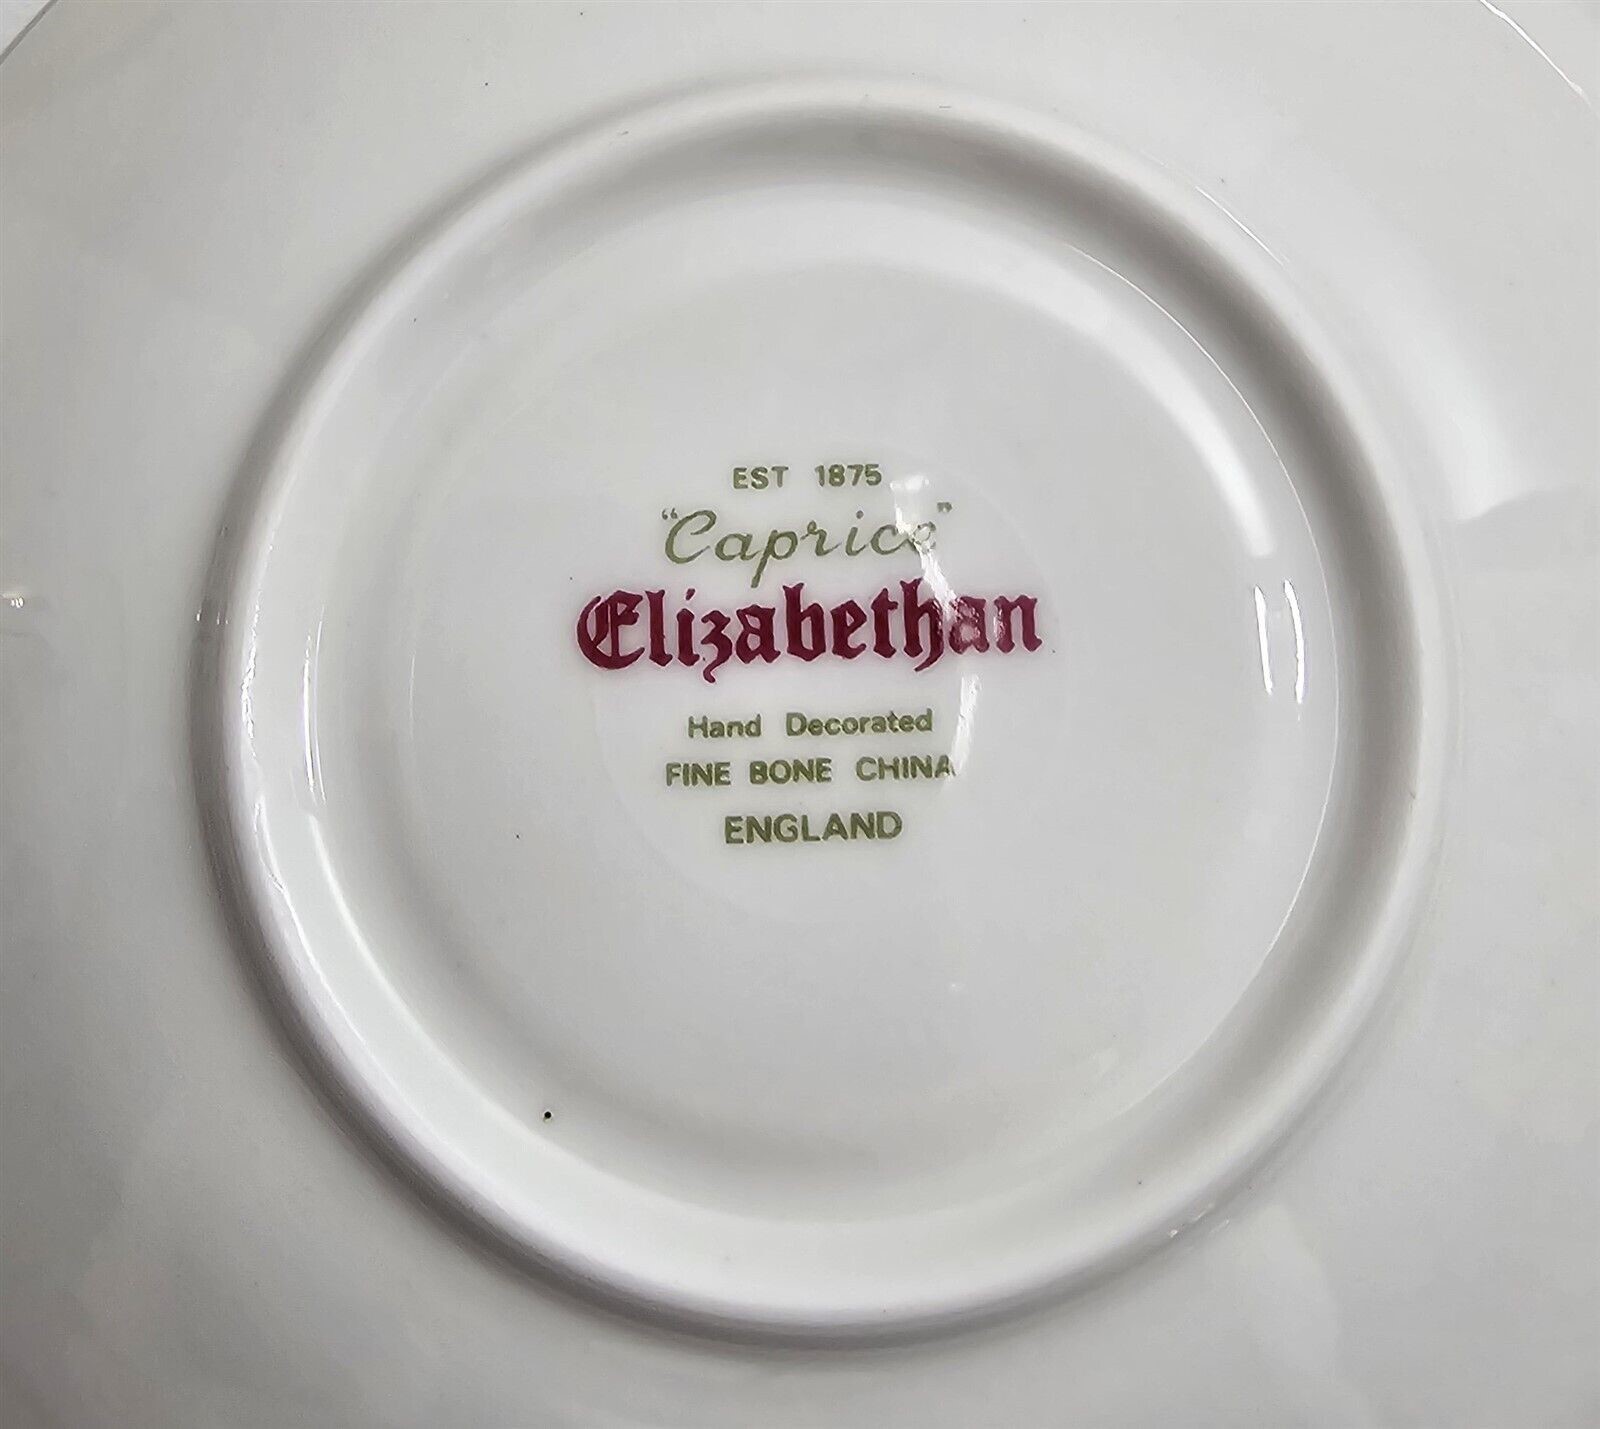 EST 1875
"Caprice"
Elizabethan
Hand Decorated
FINE BONE CHINA
ENGLAND